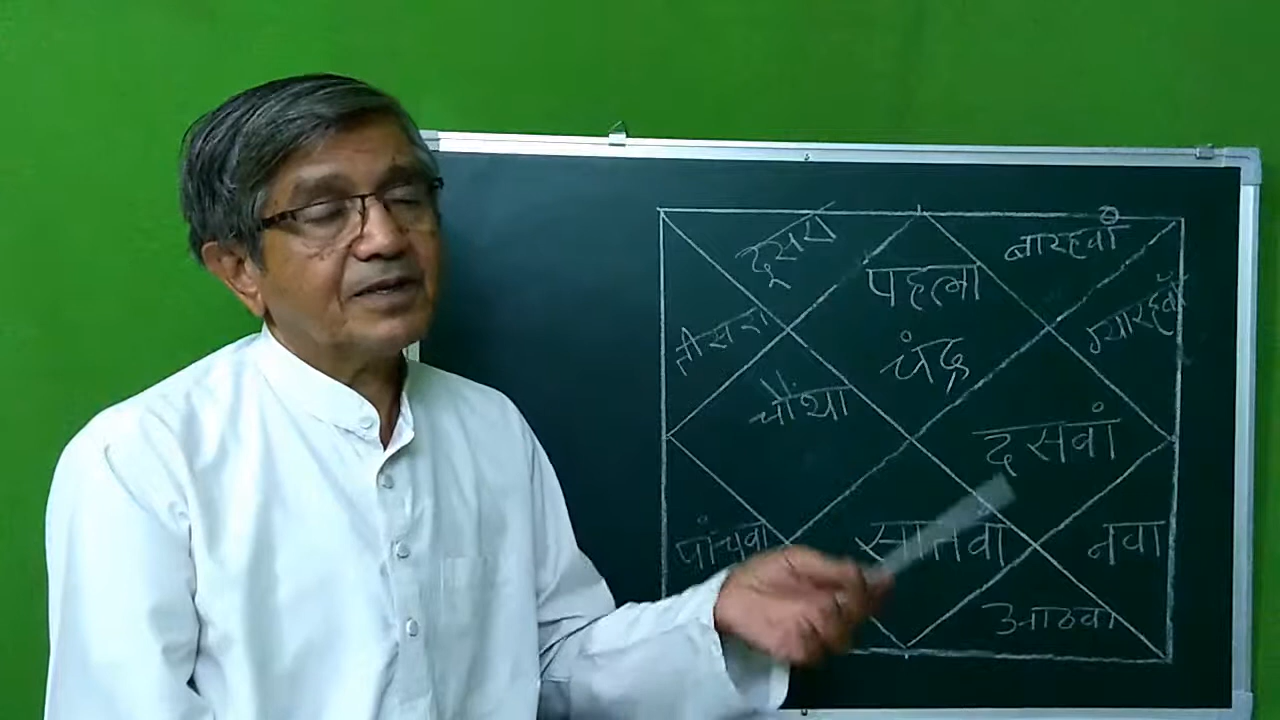 दूसरा
पहला
बारहवाँ
तीसरा
चंद्र
ग्यारहवाँ
चौंथा
दसवां
पांचवा
सातवा
नवा
आठवा